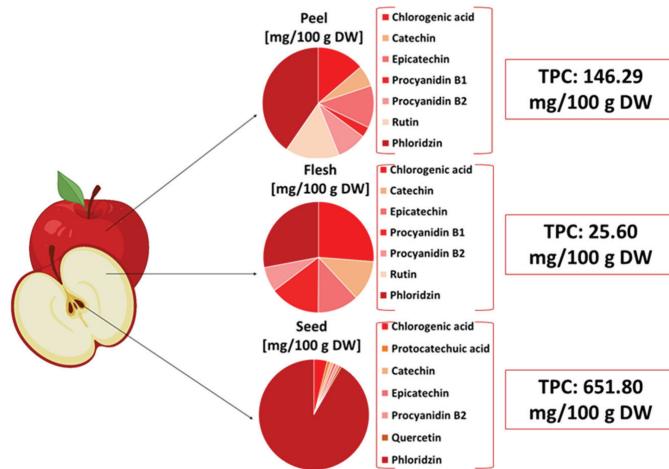 Peel
[mg/100 g DW]
Chlorogenic acid
Catechin
Epicatechin
Procyanidin B1
Procyanidin B2
Rutin
Phloridzin
TPC: 146.29
mg/100 g DW
Flesh
[mg/100 g DW]
Chlorogenic acid
Catechin
Epicatechin
Procyanidin B1
Procyanidin B2
Rutin
Phloridzin
TPC: 25.60
mg/100 g DW
Seed
[mg/100 g DW]
Chlorogenic acid
Protocatechuic acid
Catechin
Epicatechin
Procyanidin B2
Quercetin
Phloridzin
TPC: 651.80
mg/100 g DW